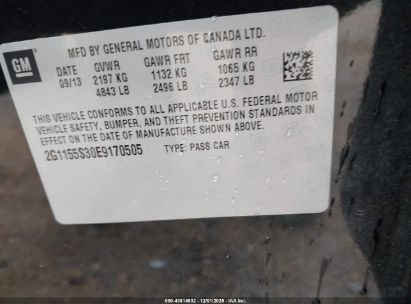 GM
MFD BY GENERAL MOTORS OF CANADA LTD.
DATE GVWR GAWR FRT GAWR RR
09/13 2197 KG 1132 KG 1065 KG
4843 LB 2496 LB 2347 LB
THIS VEHICLE CONFORMS TO ALL APPLICABLE U.S. FEDERAL MOTOR
VEHICLE SAFETY, BUMPER, AND THEFT PREVENTION STANDARDS IN
EFFECT ON THE DATE OF MANUFACTURE SHOWN ABOVE.
2G1155S30E9170505 TYPE: PASS CAR